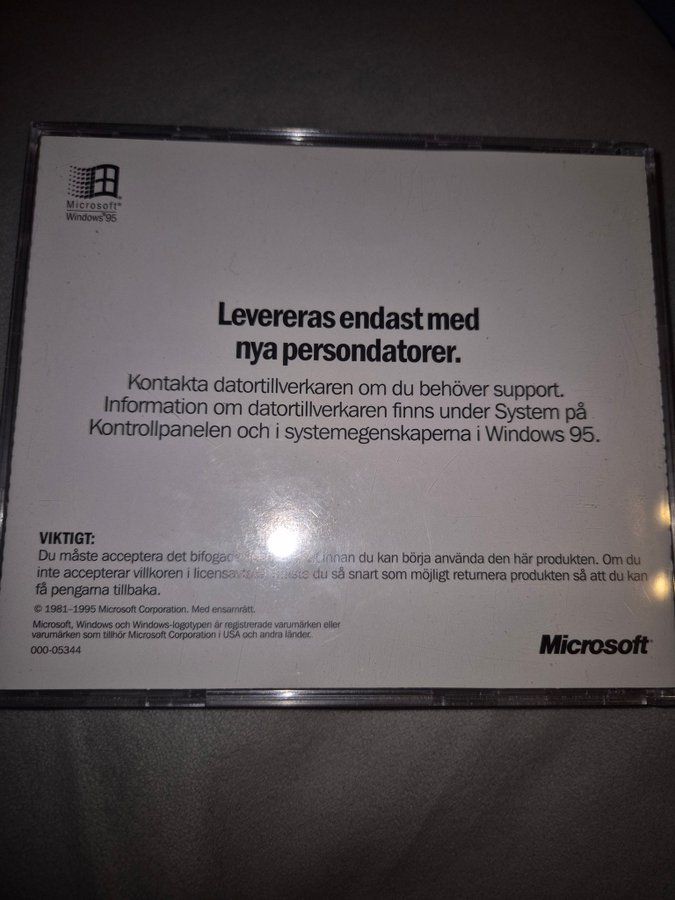 Microsoft®
Windows®95
Levereras endast med
nya persondatorer.
Kontakta datortillverkaren om du behöver support.
Information om datortillverkaren finns under System på
Kontrollpanelen och i systemegenskaperna i Windows 95.
VIKTIGT:
Du måste acceptera det innan du kan börja använda den här produkten. Om du
inte accepterar villkoren i du så snart som möjligt returnera produkten så att du kan
få pengarna tillbaka.
© 1981–1995 Microsoft Corporation. Med ensamrätt.
Microsoft, Windows och Windows-logotypen är registrerade varumärken eller
varumärken som tillhör Microsoft Corporation i USA och andra länder.
000-05344
Microsoft®